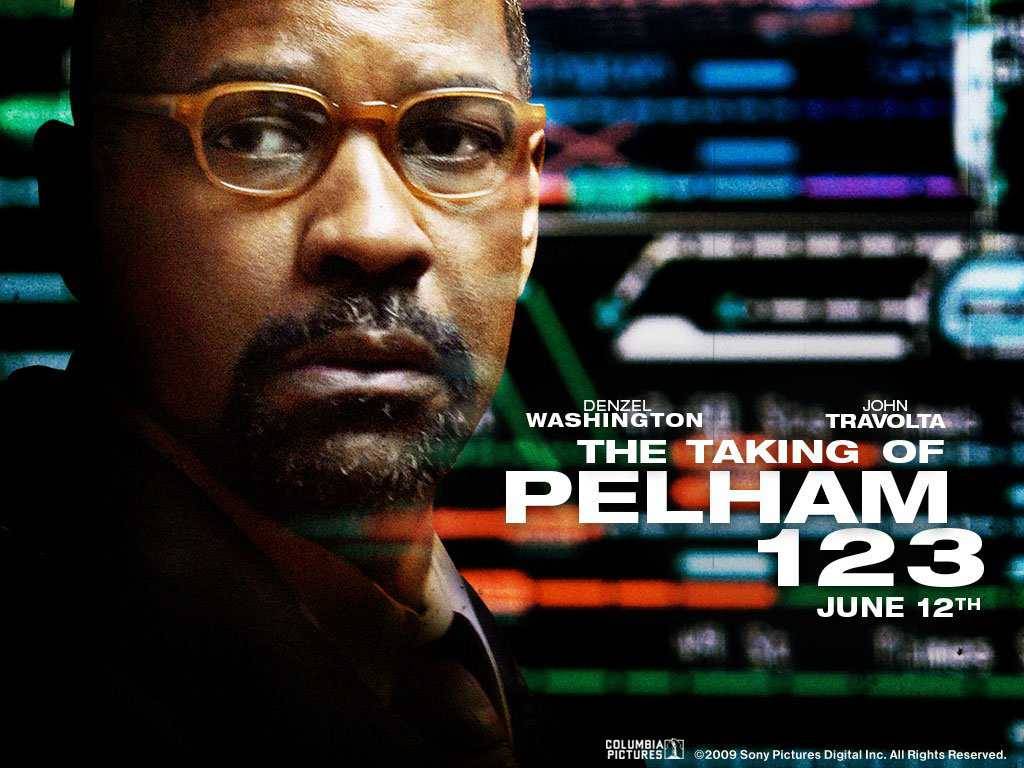 DENZEL
WASHINGTON
JOHN
TRAVOLTA
THE TAKING OF
PELHAM
123
JUNE 12TH
COLUMBIA
PICTURES
©2009 Sony Pictures Digital Inc. All Rights Reserved.